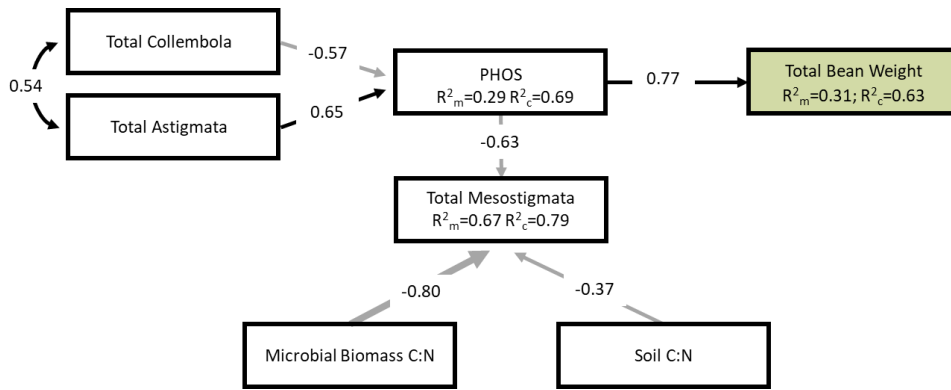 Total Collembola
-0.57
0.54
PHOS
R²m=0.29 R²c=0.69
0.77
Total Bean Weight
R²m=0.31; R²c=0.63
Total Astigmata
0.65
-0.63
Total Mesostigmata
R²m=0.67 R²c=0.79
-0.80
-0.37
Microbial Biomass C:N
Soil C:N